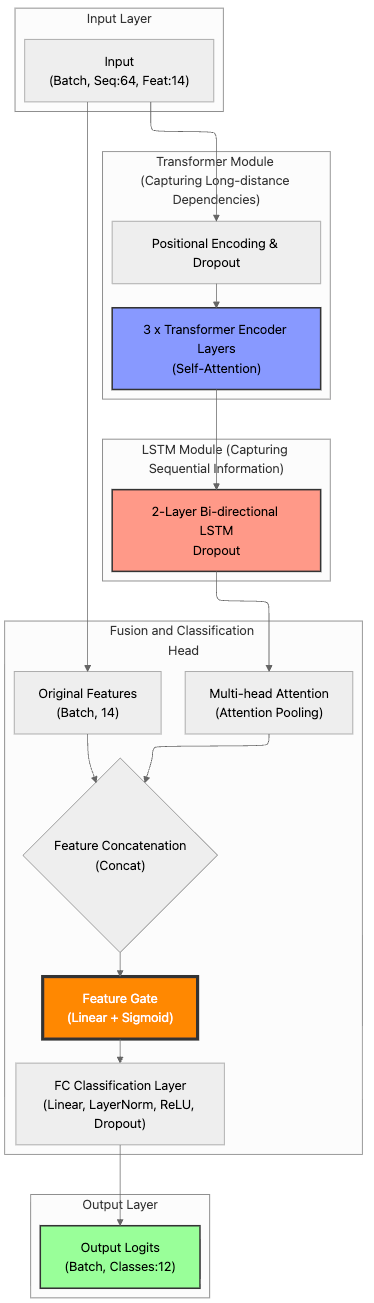 Input Layer
Input
(Batch, Seq:64, Feat:14)
Transformer Module
(Capturing Long-distance
Dependencies)
Positional Encoding &
Dropout
3 x Transformer Encoder
Layers
(Self-Attention)
LSTM Module (Capturing
Sequential Information)
2-Layer Bi-directional
LSTM
Dropout
Fusion and Classification
Head
Original Features
(Batch, 14)
Multi-head Attention
(Attention Pooling)
Feature Concatenation
(Concat)
Feature Gate
(Linear + Sigmoid)
FC Classification Layer
(Linear, LayerNorm, ReLU,
Dropout)
Output Layer
Output Logits
(Batch, Classes:12)